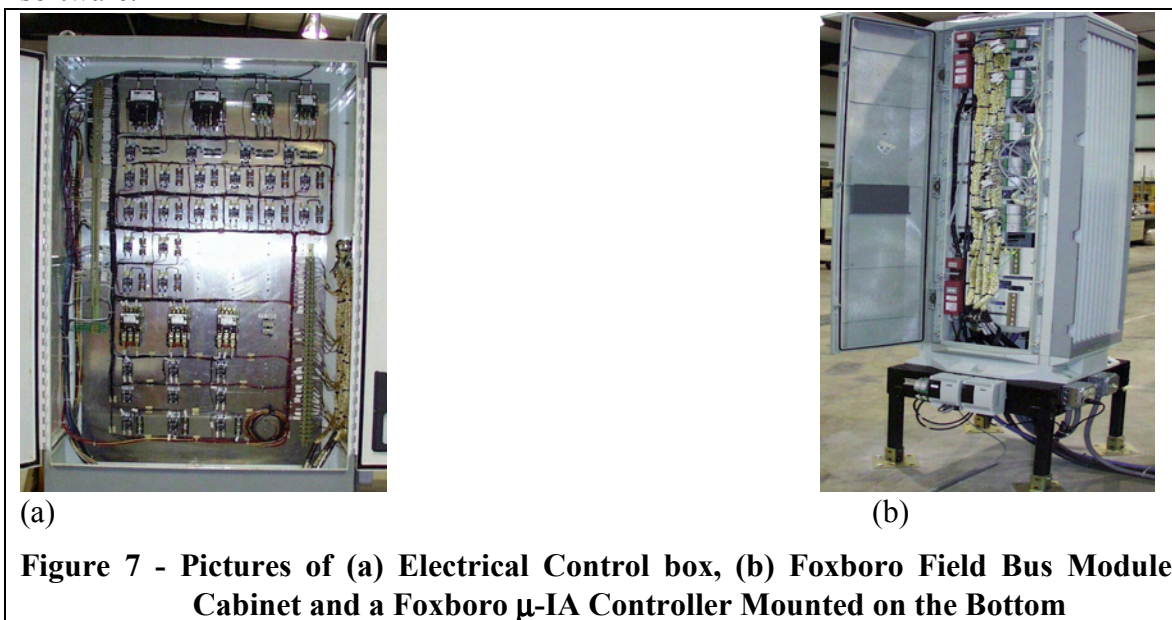 (a) (b)
Figure 7 - Pictures of (a) Electrical Control box, (b) Foxboro Field Bus Module
Cabinet and a Foxboro μ-IA Controller Mounted on the Bottom